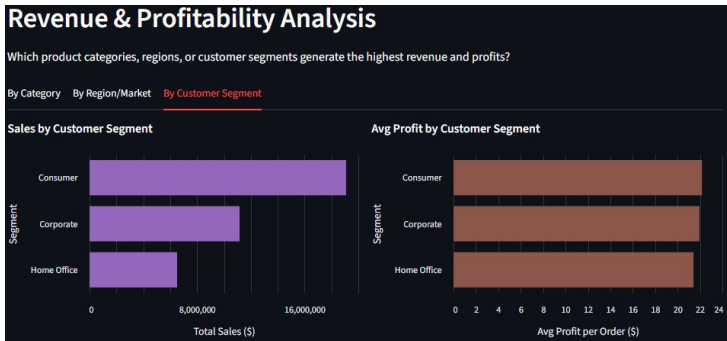 Revenue & Profitability Analysis
Which product categories, regions, or customer segments generate the highest revenue and profits?
By Category By Region/Market By Customer Segment
Sales by Customer Segment
Segment
Consumer
Corporate
Home Office
0 8,000,000 16,000,000
Total Sales ($)
Avg Profit by Customer Segment
Segment
Consumer
Corporate
Home Office
0 2 4 6 8 10 12 14 16 18 20 22 24
Avg Profit per Order ($)